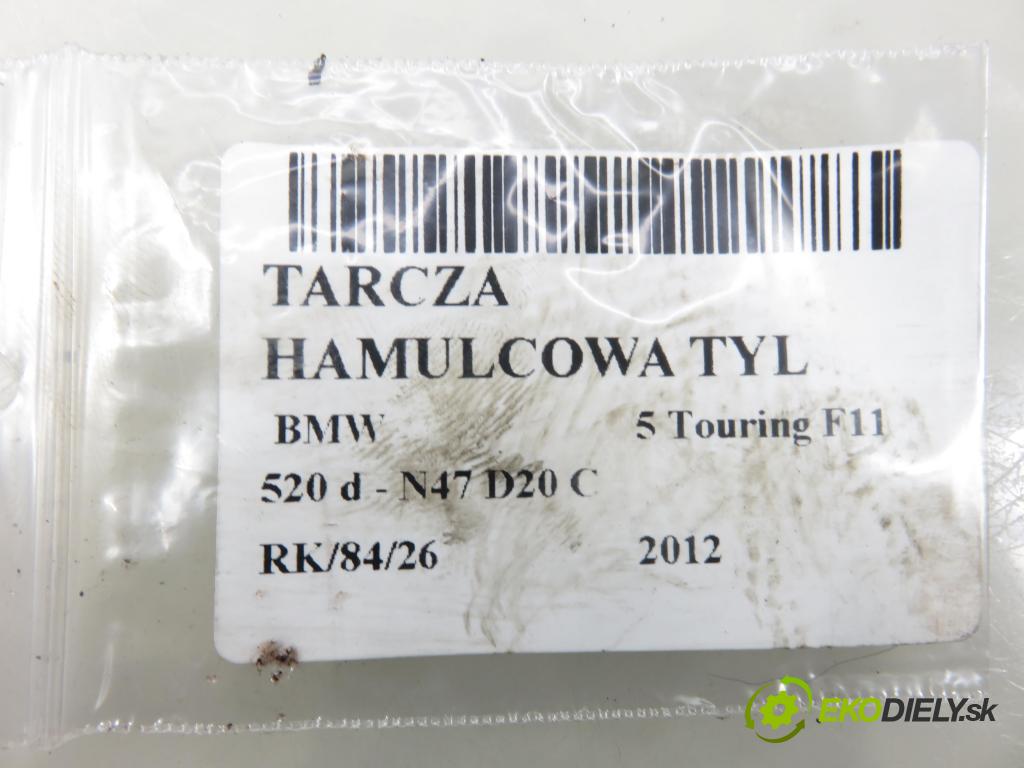 TARCZA
HAMULCOWA TYL
BMW 5 Touring F11
520 d - N47 D20 C
RK/84/26 2012
EKODIELY.sk